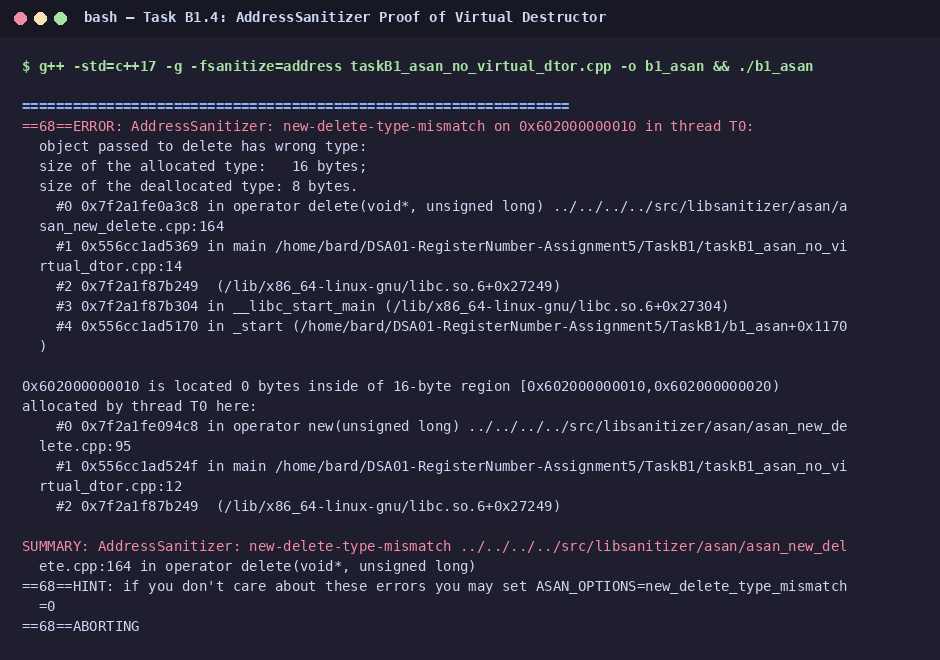 bash — Task B1.4: AddressSanitizer Proof of Virtual Destructor
$ g++ -std=c++17 -g -fsanitize=address taskB1_asan_no_virtual_dtor.cpp -o b1_asan && ./b1_asan
=================================================================
==68==ERROR: AddressSanitizer: new-delete-type-mismatch on 0x602000000010 in thread T0:
  object passed to delete has wrong type:
  size of the allocated type:   16 bytes;
  size of the deallocated type: 8 bytes.
    #0 0x7f2a1fe0a3c8 in operator delete(void*, unsigned long) ../../../../src/libsanitizer/asan/a
  san_new_delete.cpp:164
    #1 0x556cc1ad5369 in main /home/bard/DSA01-RegisterNumber-Assignment5/TaskB1/taskB1_asan_no_vi
  rtual_dtor.cpp:14
    #2 0x7f2a1f87b249  (/lib/x86_64-linux-gnu/libc.so.6+0x27249)
    #3 0x7f2a1f87b304 in __libc_start_main (/lib/x86_64-linux-gnu/libc.so.6+0x27304)
    #4 0x556cc1ad5170 in _start (/home/bard/DSA01-RegisterNumber-Assignment5/TaskB1/b1_asan+0x1170
  )
0x602000000010 is located 0 bytes inside of 16-byte region [0x602000000010,0x602000000020)
allocated by thread T0 here:
    #0 0x7f2a1fe094c8 in operator new(unsigned long) ../../../../src/libsanitizer/asan/asan_new_de
  lete.cpp:95
    #1 0x556cc1ad524f in main /home/bard/DSA01-RegisterNumber-Assignment5/TaskB1/taskB1_asan_no_vi
  rtual_dtor.cpp:12
    #2 0x7f2a1f87b249  (/lib/x86_64-linux-gnu/libc.so.6+0x27249)
SUMMARY: AddressSanitizer: new-delete-type-mismatch ../../../../src/libsanitizer/asan/asan_new_del
  ete.cpp:164 in operator delete(void*, unsigned long)
==68==HINT: if you don't care about these errors you may set ASAN_OPTIONS=new_delete_type_mismatch
  =0
==68==ABORTING